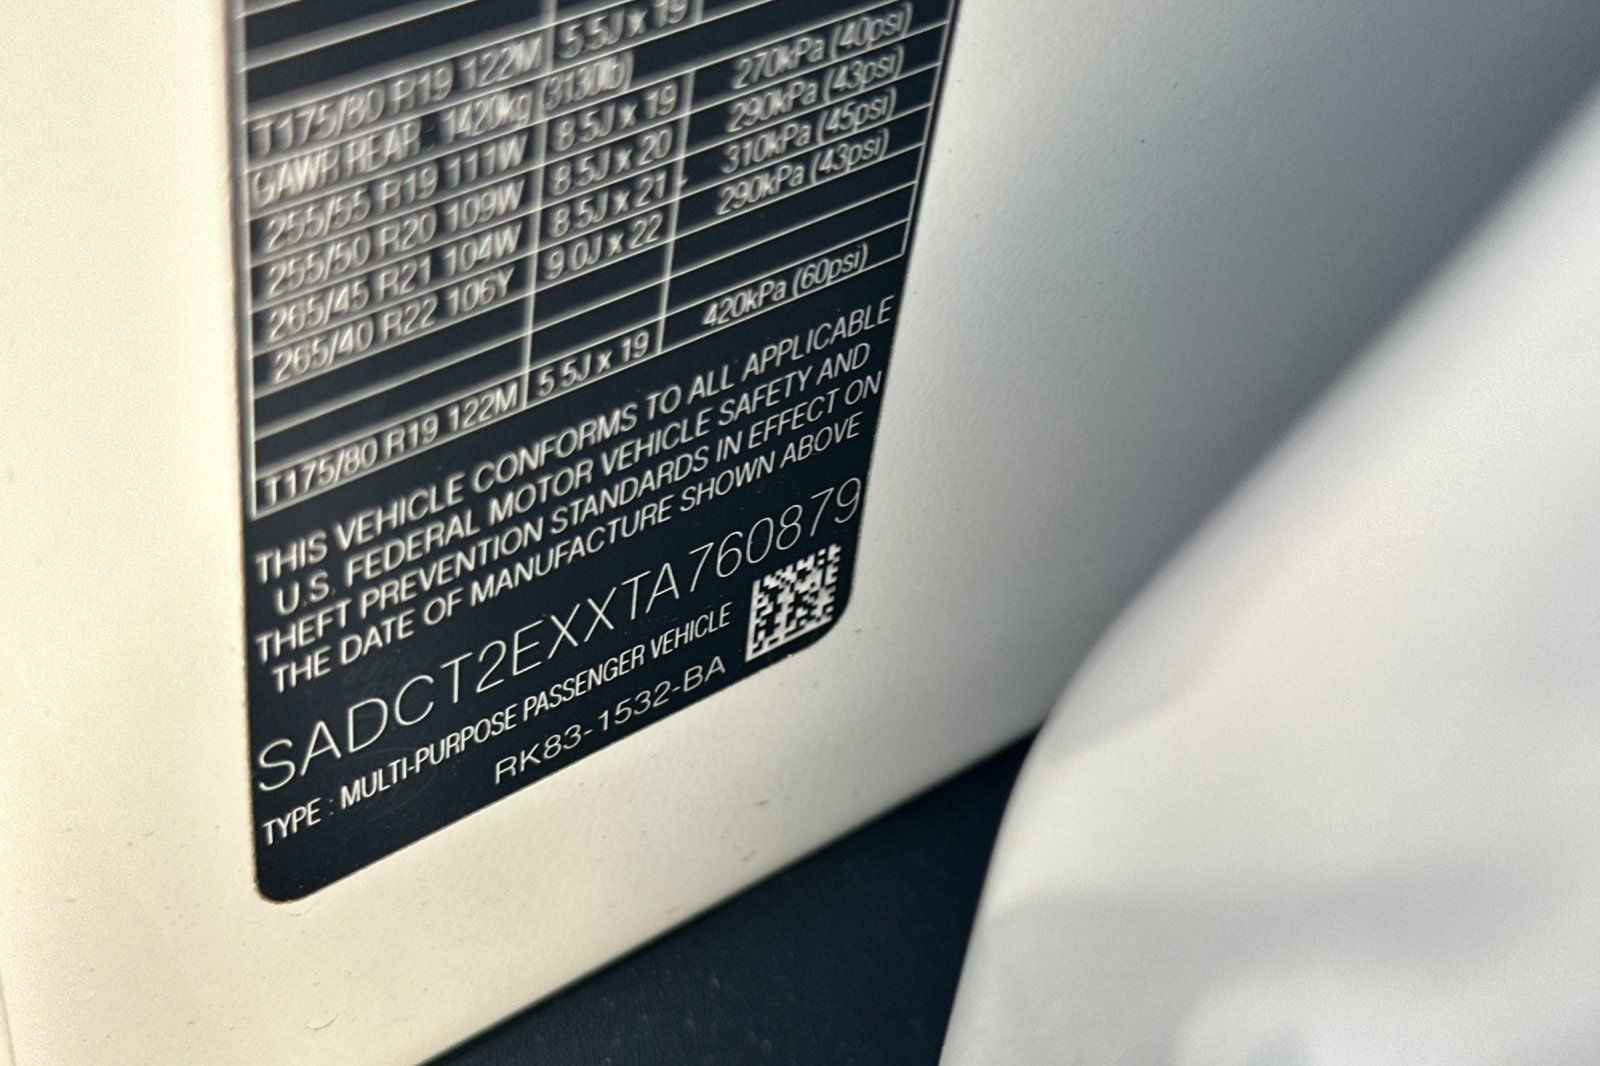 T175/80 R19 122M 5.5J x 19
GAWR REAR : 1420kg (3130lb)
255/55 R19 111W 8.5J x 19 270kPa (40psi)
255/50 R20 109W 8.5J x 20 290kPa (43psi)
265/45 R21 104W 8.5J x 21 310kPa (45psi)
265/40 R22 106Y 9.0J x 22 290kPa (43psi)
T175/80 R19 122M 5.5J x 19 420kPa (60psi)
THIS VEHICLE CONFORMS TO ALL APPLICABLE
U.S. FEDERAL MOTOR VEHICLE SAFETY AND
THEFT PREVENTION STANDARDS IN EFFECT ON
THE DATE OF MANUFACTURE SHOWN ABOVE
SADCT2EXXTA760879
TYPE : MULTI-PURPOSE PASSENGER VEHICLE
RK83-1532-BA